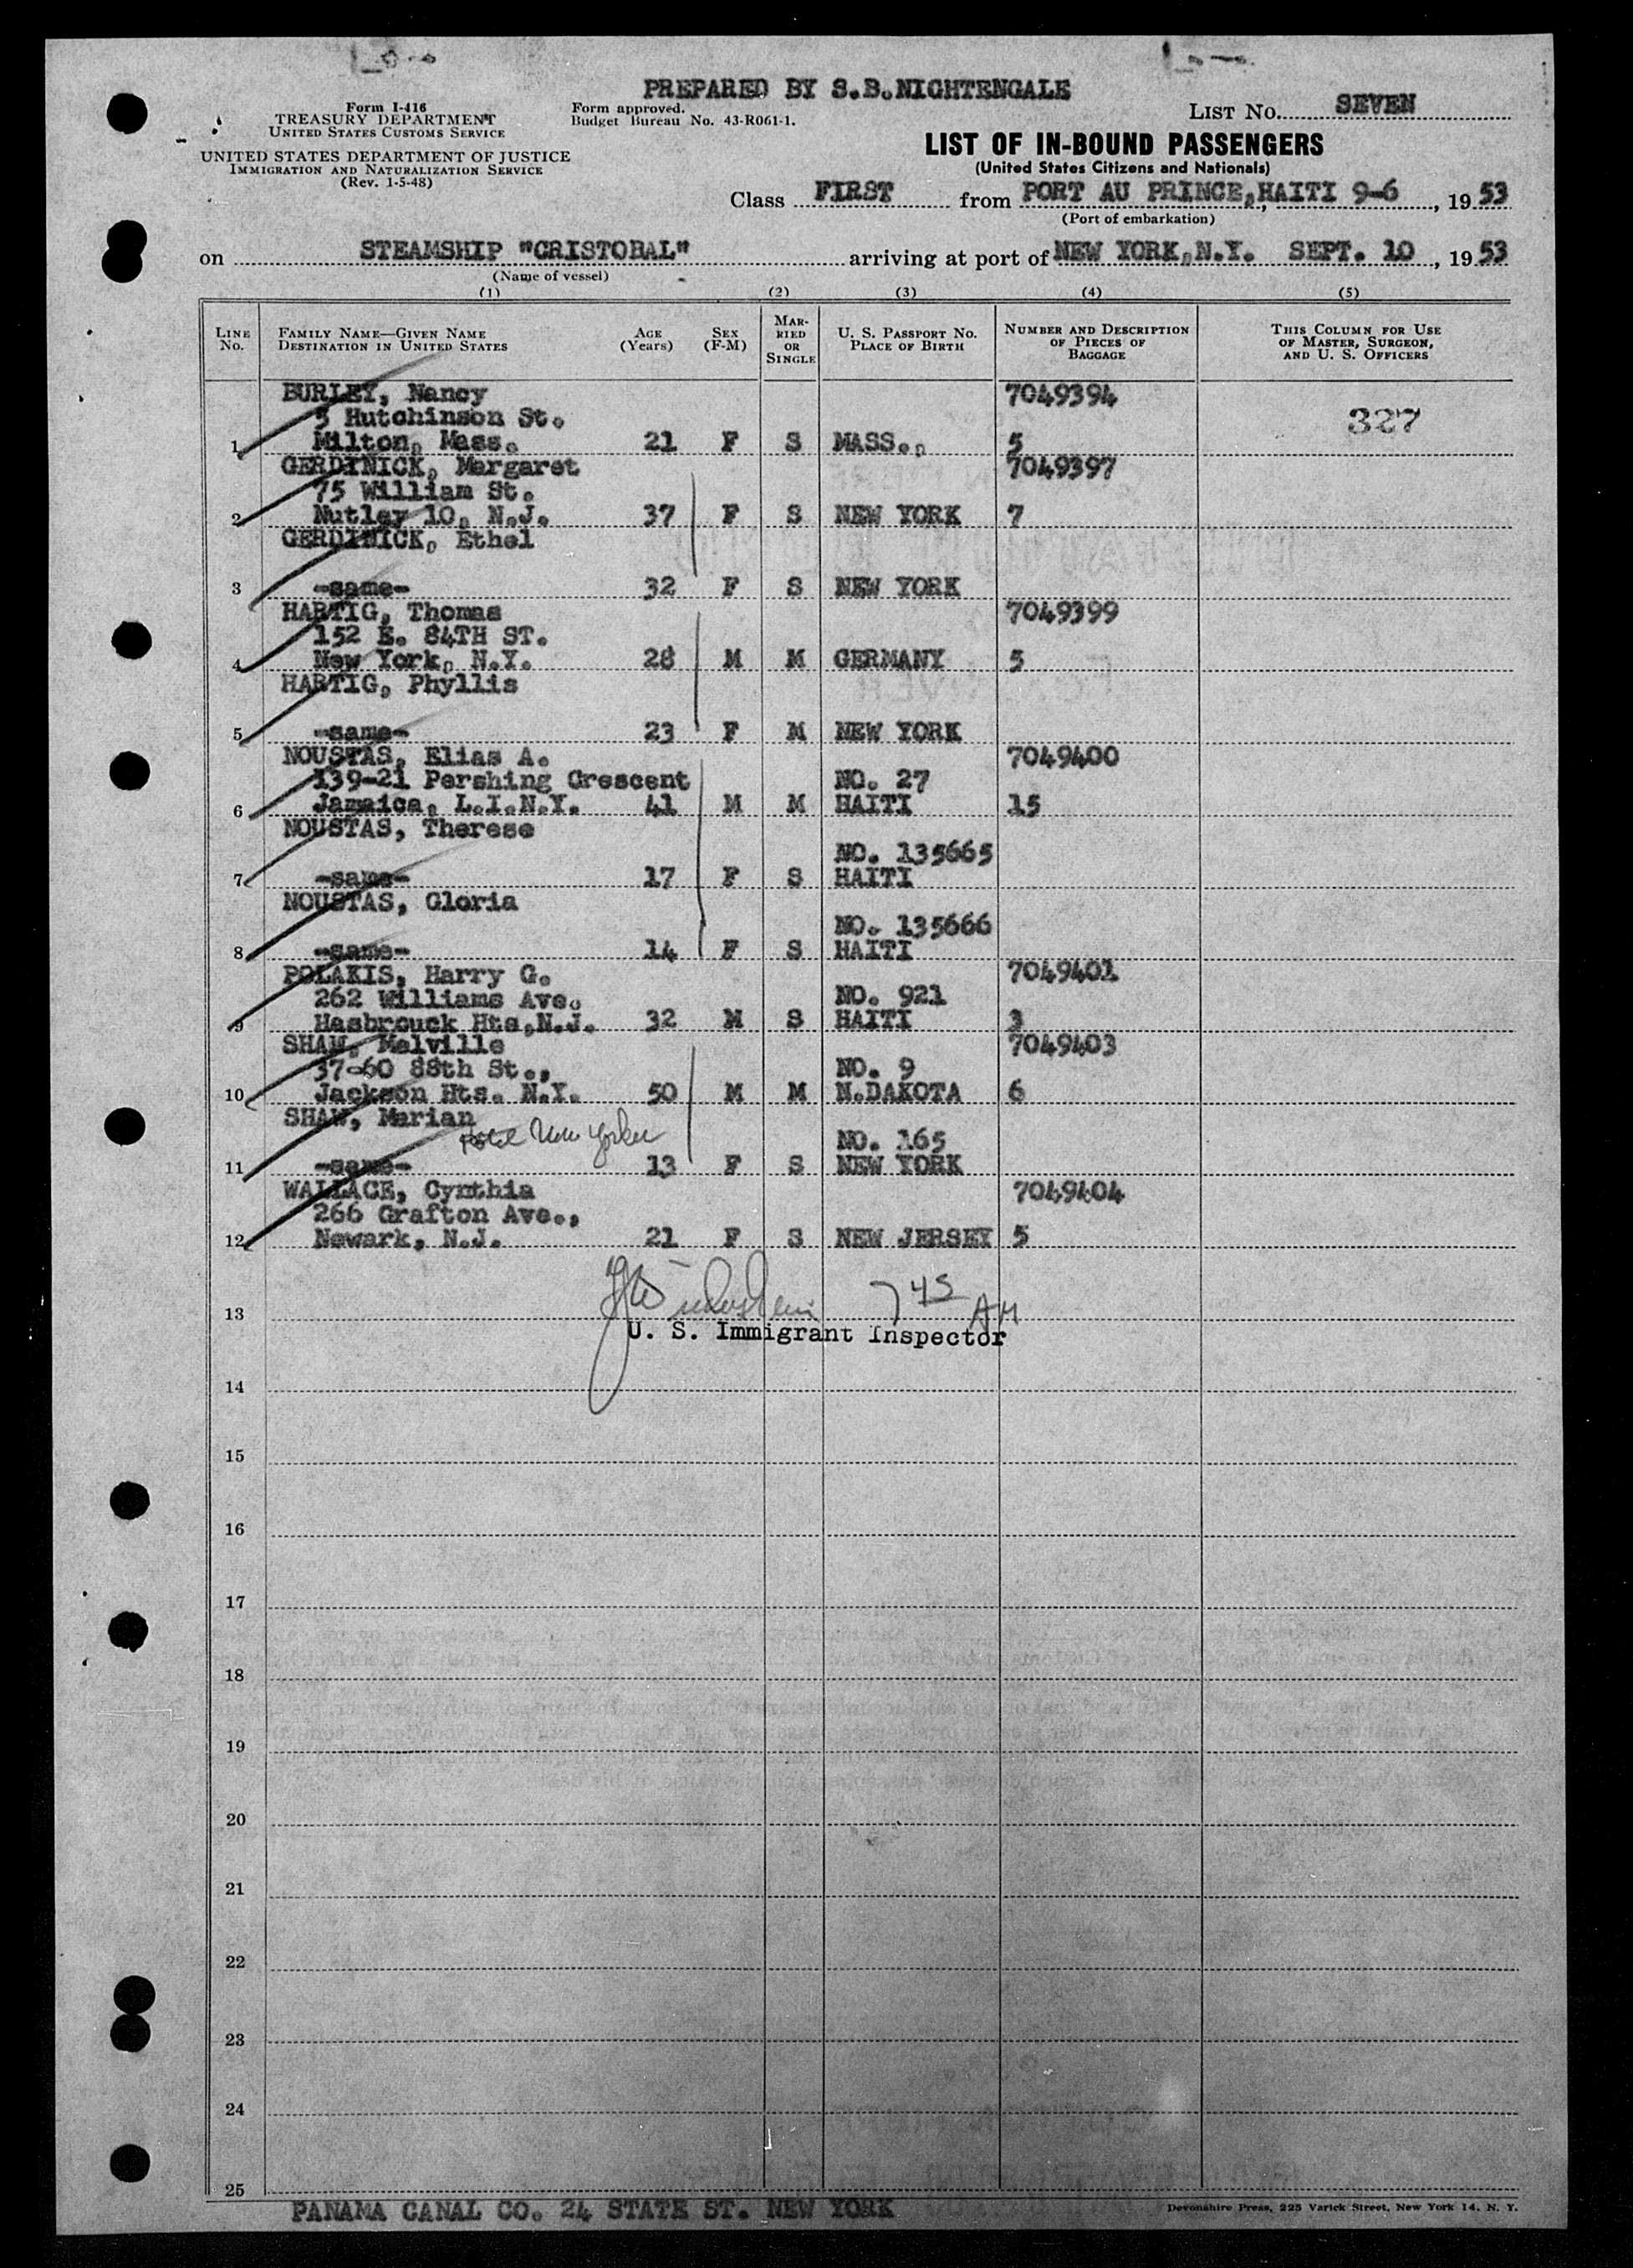 PREPARED BY S.B.NIGHTENGALE
Form I-416
TREASURY DEPARTMENT
UNITED STATES CUSTOMS SERVICE
UNITED STATES DEPARTMENT OF JUSTICE
IMMIGRATION AND NATURALIZATION SERVICE
(Rev. 1-5-48)
Form approved.
Budget Bureau No. 43-R061-1.
LIST NO. SEVEN
LIST OF IN-BOUND PASSENGERS
(United States Citizens and Nationals)
Class FIRST from PORT AU PRINCE, HAITI 9-6, 1953
(Port of embarkation)
on STEAMSHIP "CRISTOBAL" arriving at port of NEW YORK, N.Y. SEPT. 10, 1953
(Name of vessel)
(1) (2) (3) (4) (5)
LINE NO. FAMILY NAME—GIVEN NAME DESTINATION IN UNITED STATES AGE (Years) SEX (F-M) MARRIED OR SINGLE U. S. PASSPORT NO. PLACE OF BIRTH NUMBER AND DESCRIPTION OF PIECES OF BAGGAGE THIS COLUMN FOR USE OF MASTER, SURGEON, AND U. S. OFFICERS
BURLEY, Nancy 7049394
5 Hutchinson St. 327
1 Milton, Mass. 21 F S MASS., 5
GERDINICK, Margaret 7049397
75 William St.
2 Nutley 10, N.J. 37 F S NEW YORK 7
GERDINICK, Ethel
3 -same- 32 F S NEW YORK
HARTIG, Thomas 7049399
152 E. 84TH ST.
4 New York, N.Y. 28 M M GERMANY 5
HARTIG, Phyllis
5 -same- 23 F M NEW YORK
NOUSTAS, Elias A. 7049400
139-21 Pershing Crescent NO. 27
6 Jamaica, L.I.N.Y. 41 M M HAITI 15
NOUSTAS, Therese
NO. 135665
7 -same- 17 F S HAITI
NOUSTAS, Gloria
NO. 135666
8 -same- 14 F S HAITI
POLAKIS, Harry G. 7049401
262 Williams Ave. NO. 921
9 Hasbrouck Hts,N.J. 32 M S HAITI 3
SHAW, Melville 7049403
37-60 88th St., NO. 9
10 Jackson Hts. N.Y. 50 M M N.DAKOTA 6
SHAW, Marian
Hotel New Yorker NO. 165
11 -same- 13 F S NEW YORK
WALLACE, Cynthia 7049404
266 Grafton Ave.,
12 Newark, N.J. 21 F S NEW JERSEY 5
7 45 AM
13
U. S. Immigrant Inspector
14
15
16
17
18
19
20
21
22
23
24
25
PANAMA CANAL CO. 24 STATE ST. NEW YORK
Devonshire Press, 225 Varick Street, New York 14, N. Y.